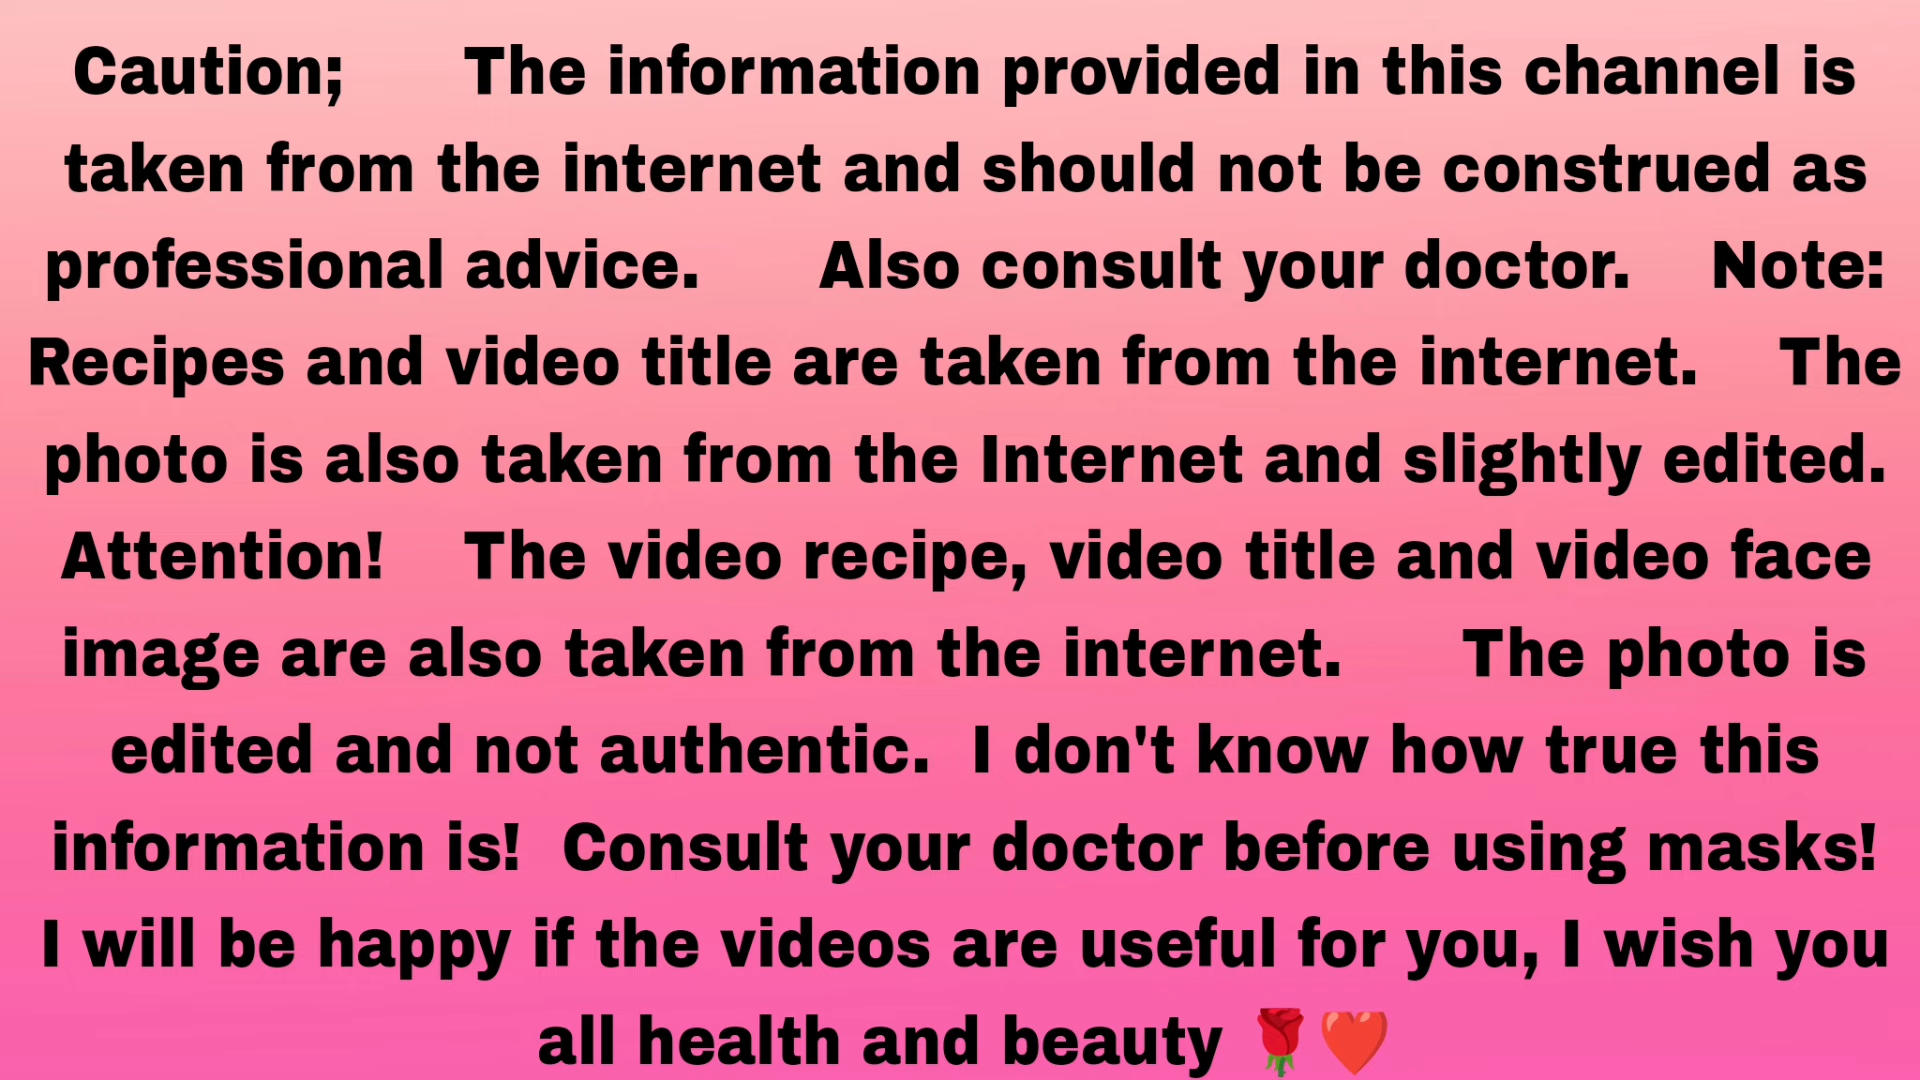 Caution; The information provided in this channel is
taken from the internet and should not be construed as
professional advice. Also consult your doctor. Note:
Recipes and video title are taken from the internet. The
photo is also taken from the Internet and slightly edited.
Attention! The video recipe, video title and video face
image are also taken from the internet. The photo is
edited and not authentic. I don't know how true this
information is! Consult your doctor before using masks!
I will be happy if the videos are useful for you, I wish you
all health and beauty 🌹❤️